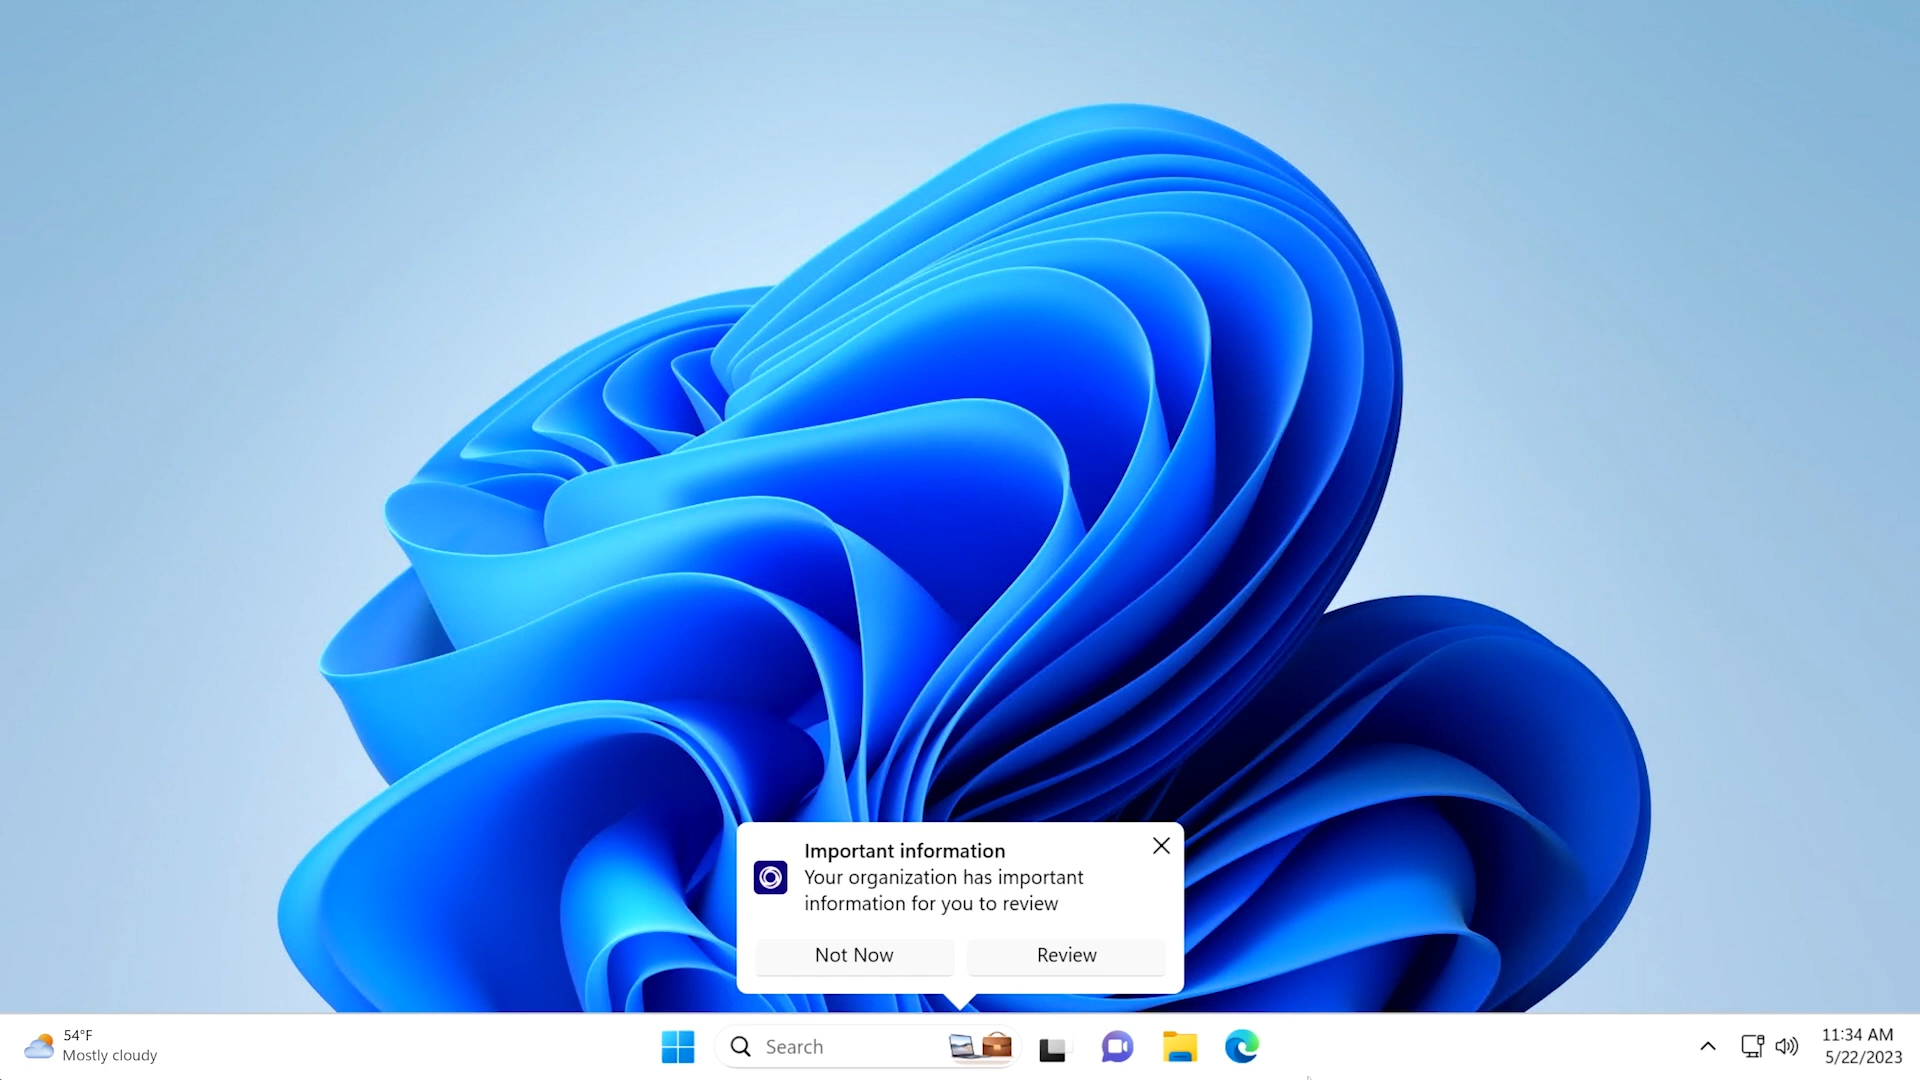 Important information
Your organization has important
information for you to review
Not Now
Review
54°F
Mostly cloudy
Search
11:34 AM
5/22/2023